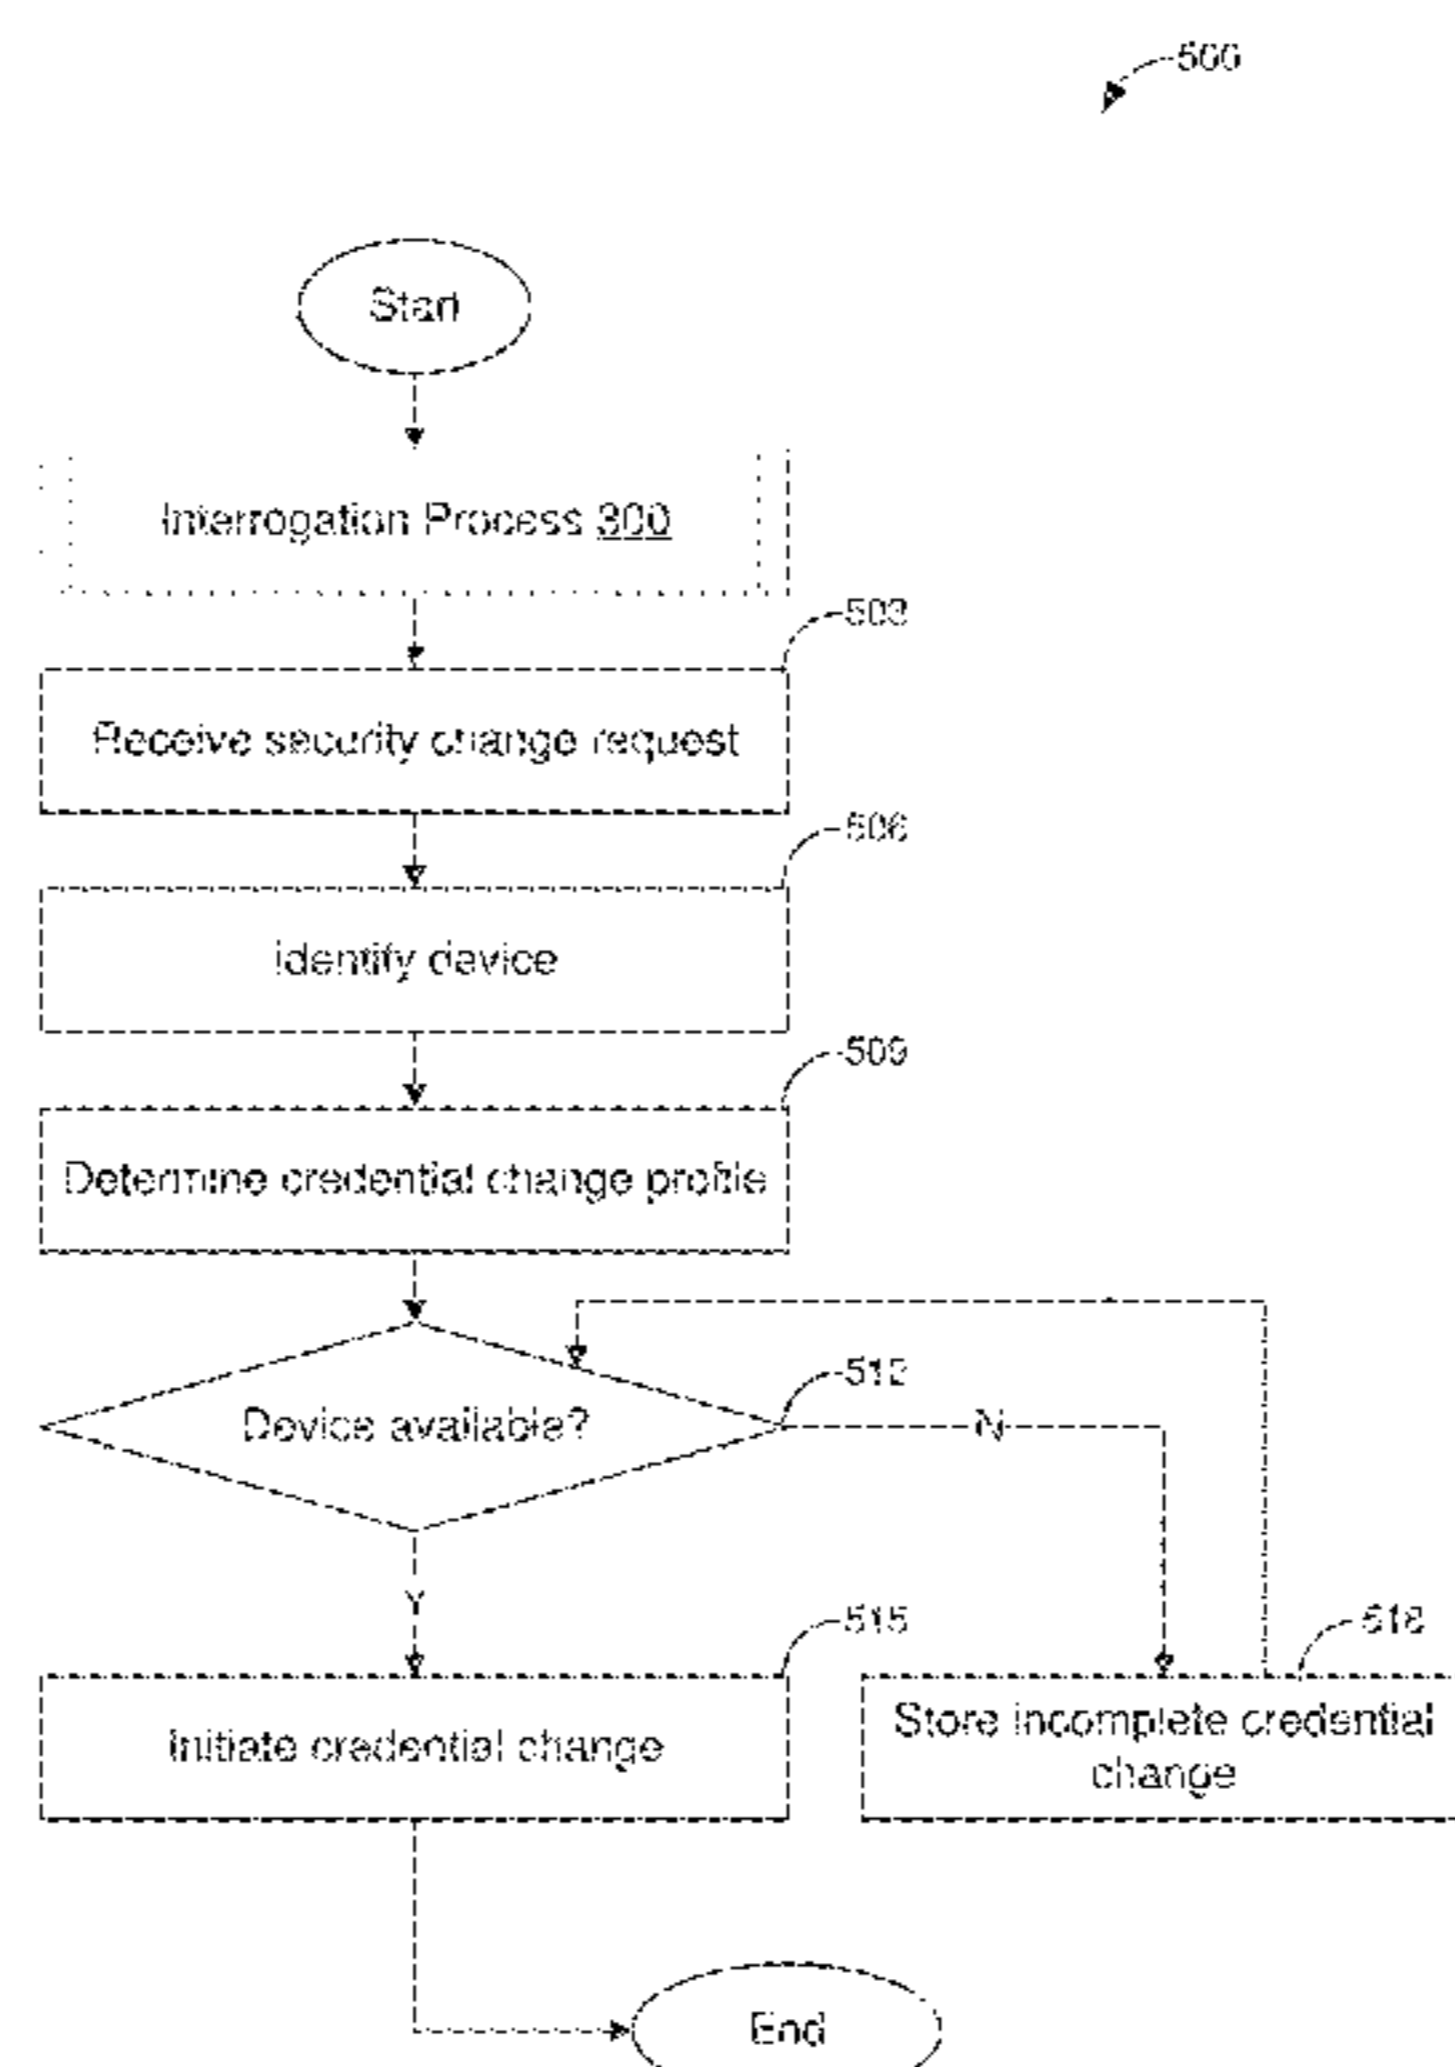 500
Start
Interrogation Process 300
503
Receive security change request
506
Identify device
509
Determine credential change profile
512
Device available?
N
Y
515
Initiate credential change
518
Store incomplete credential
change
End